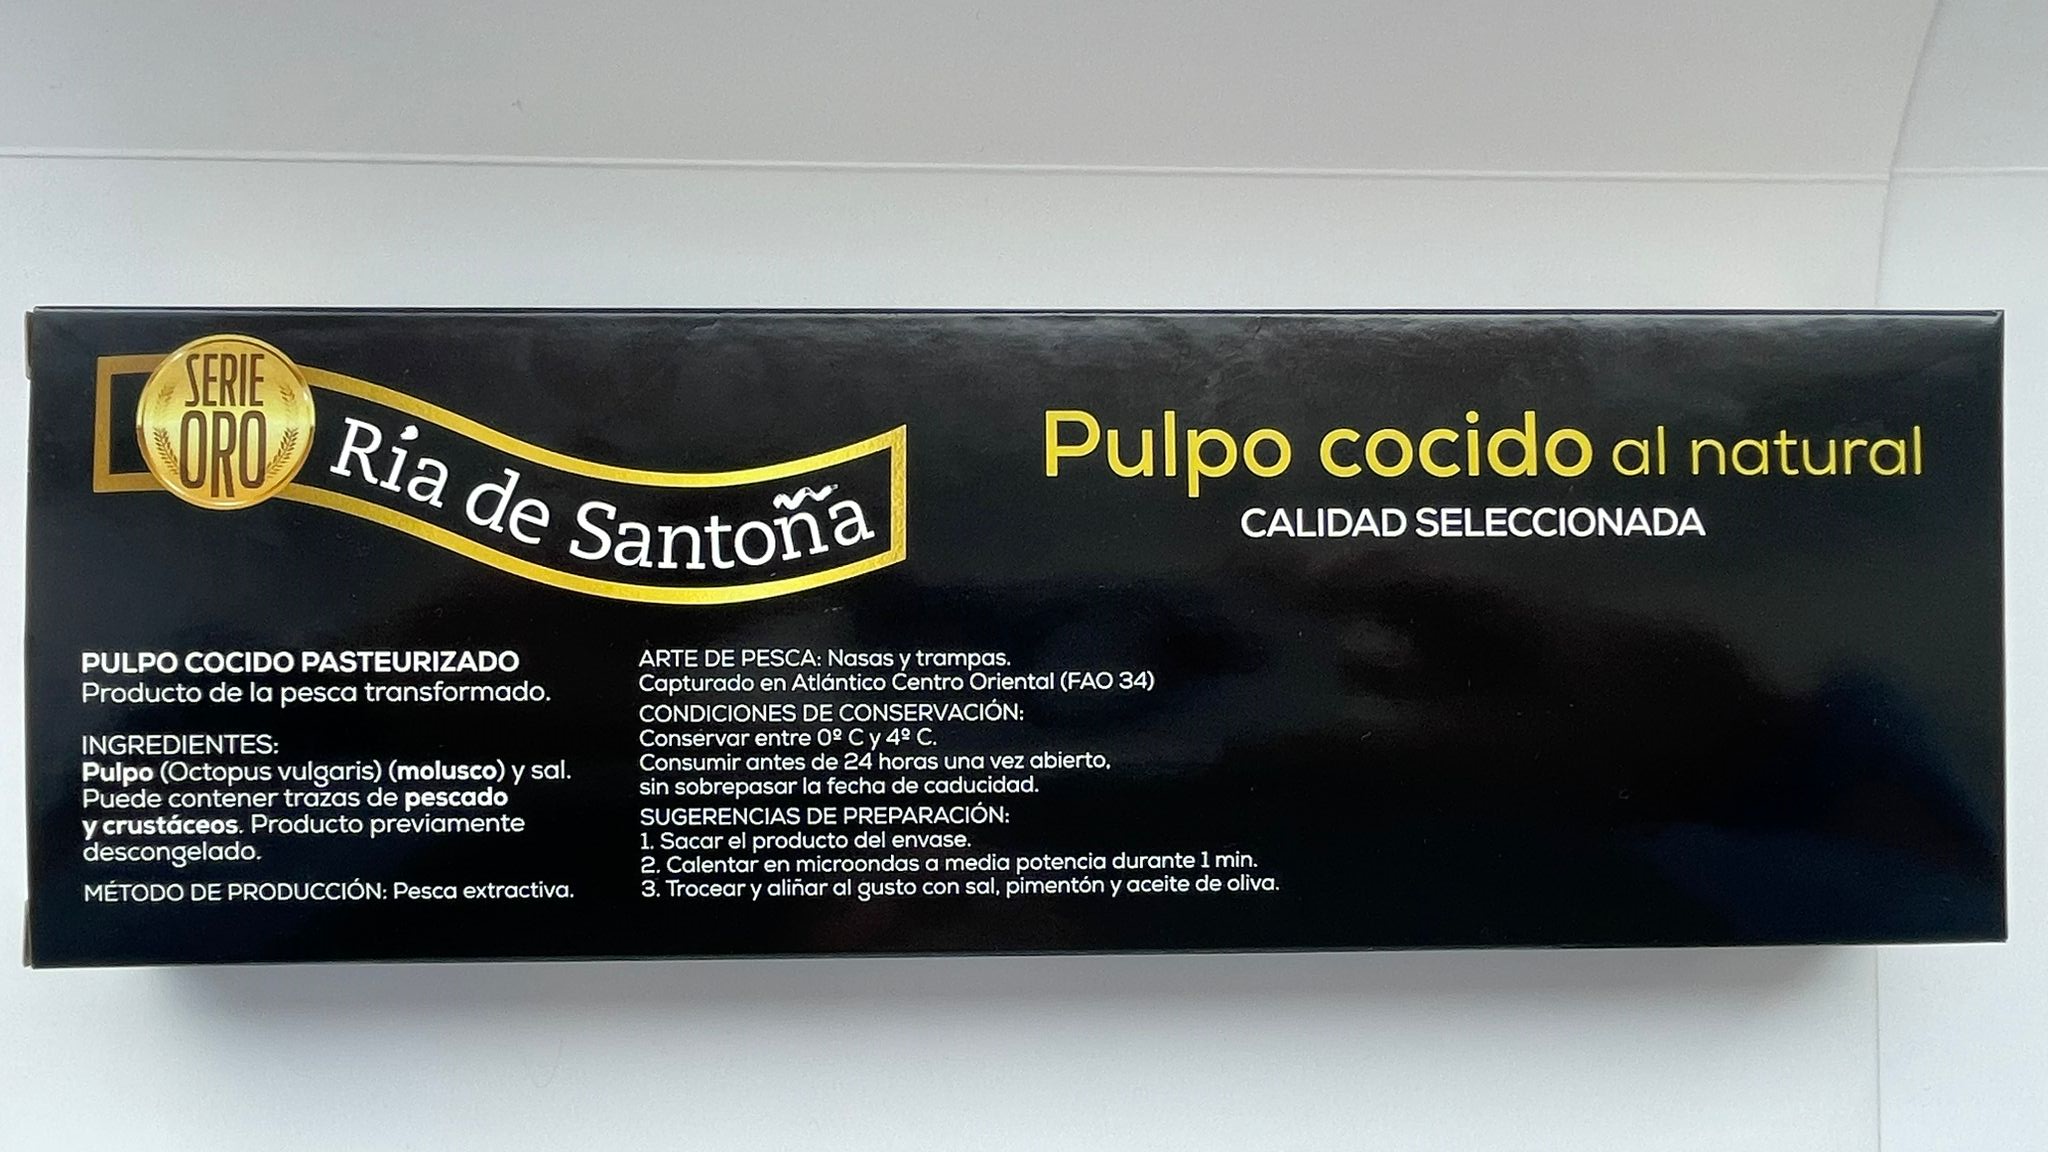 SERIE
ORO
Ría de Santoña
Pulpo cocido al natural
CALIDAD SELECCIONADA
PULPO COCIDO PASTEURIZADO
Producto de la pesca transformado.
INGREDIENTES:
Pulpo (Octopus vulgaris) (molusco) y sal.
Puede contener trazas de pescado
y crustáceos. Producto previamente
descongelado.
MÉTODO DE PRODUCCIÓN: Pesca extractiva.
ARTE DE PESCA: Nasas y trampas.
Capturado en Atlántico Centro Oriental (FAO 34)
CONDICIONES DE CONSERVACIÓN:
Conservar entre 0º C y 4º C.
Consumir antes de 24 horas una vez abierto,
sin sobrepasar la fecha de caducidad.
SUGERENCIAS DE PREPARACIÓN:
1. Sacar el producto del envase.
2. Calentar en microondas a media potencia durante 1 min.
3. Trocear y aliñar al gusto con sal, pimentón y aceite de oliva.